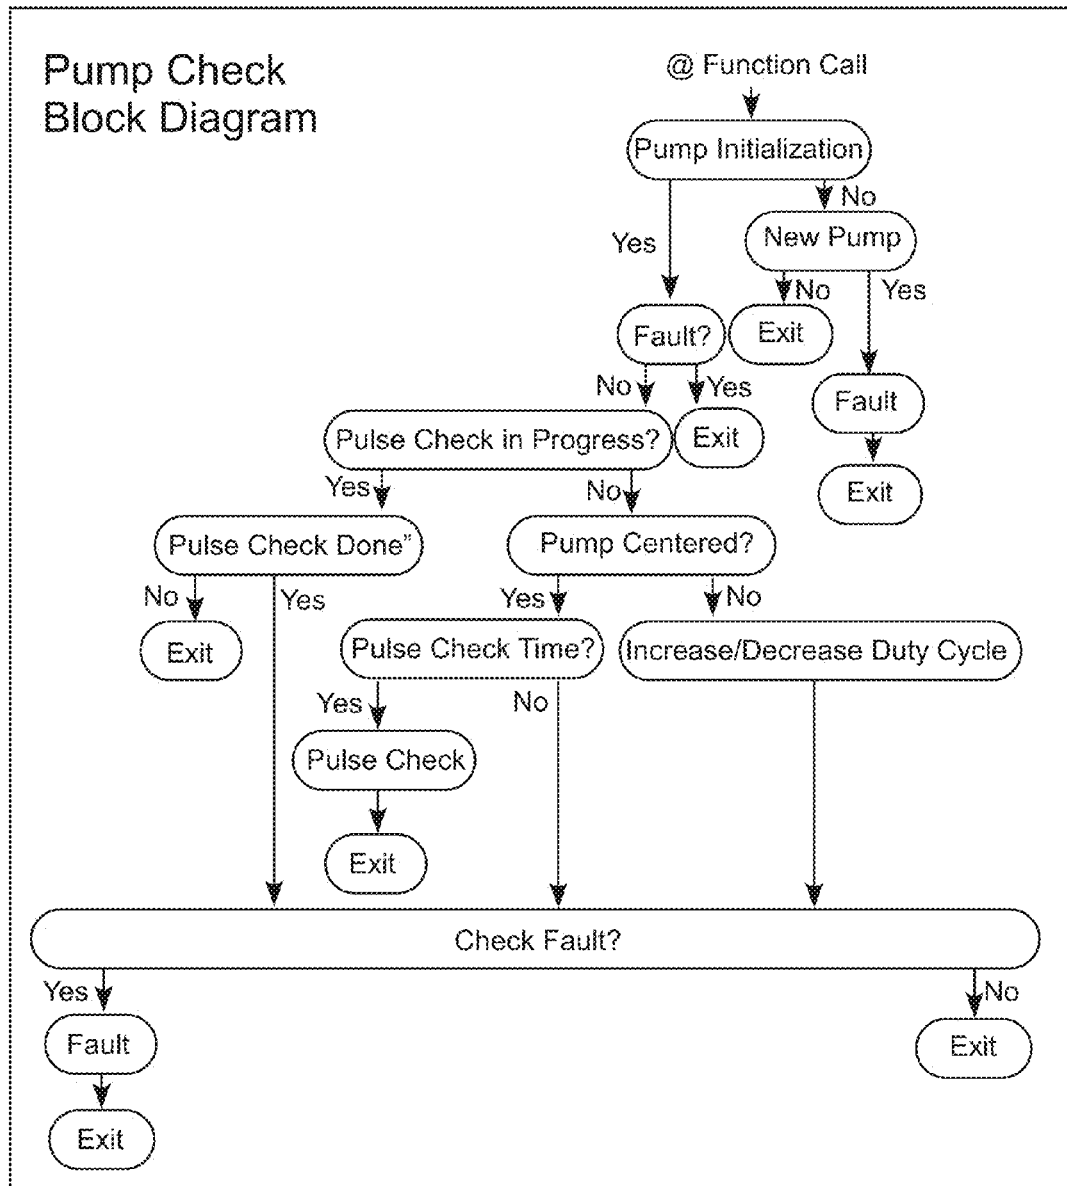 Pump Check
Block Diagram
@ Function Call
Pump Initialization
No
Yes
New Pump
No
Yes
Fault?
Exit
No
Yes
Fault
Pulse Check in Progress?
Exit
Yes
No
Exit
Pulse Check Done"
Pump Centered?
No
Yes
Yes
No
Exit
Pulse Check Time?
Increase/Decrease Duty Cycle
Yes
No
Pulse Check
Exit
Check Fault?
Yes
No
Fault
Exit
Exit